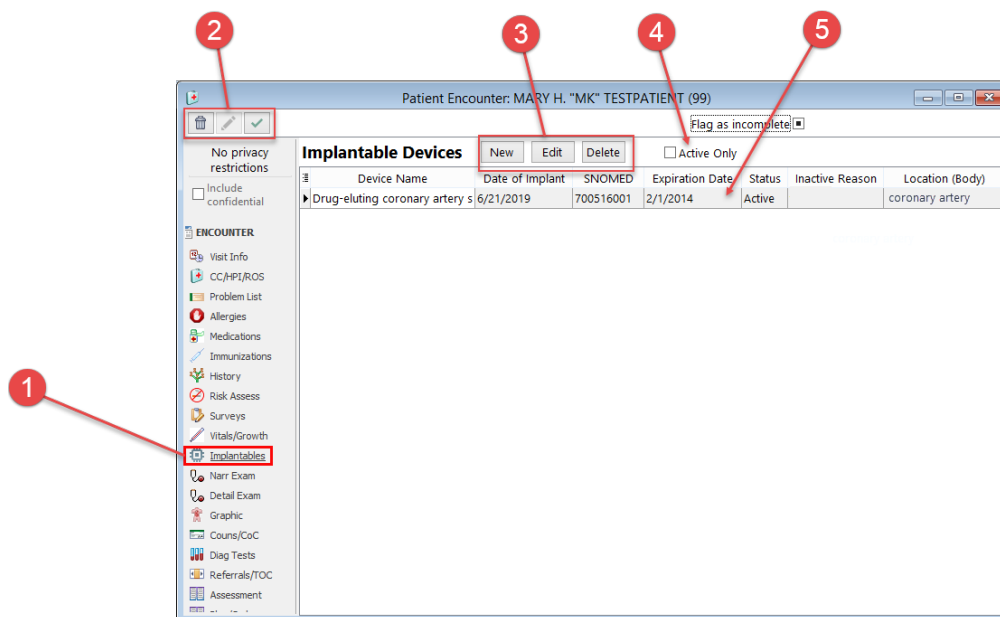 2
3
4
5
Patient Encounter: MARY H. "MK" TESTPATIENT (99)
Flag as incomplete
No privacy
restrictions
Include
confidential
Implantable Devices New Edit Delete Active Only
Device Name Date of Implant SNOMED Expiration Date Status Inactive Reason Location (Body)
Drug-eluting coronary artery s 6/21/2019 700516001 2/1/2014 Active coronary artery
ENCOUNTER
Visit Info
CC/HPI/ROS
Problem List
Allergies
Medications
Immunizations
History
1
Risk Assess
Surveys
Vitals/Growth
Implantables
Narr Exam
Detail Exam
Graphic
Couns/CoC
Diag Tests
Referrals/TOC
Assessment